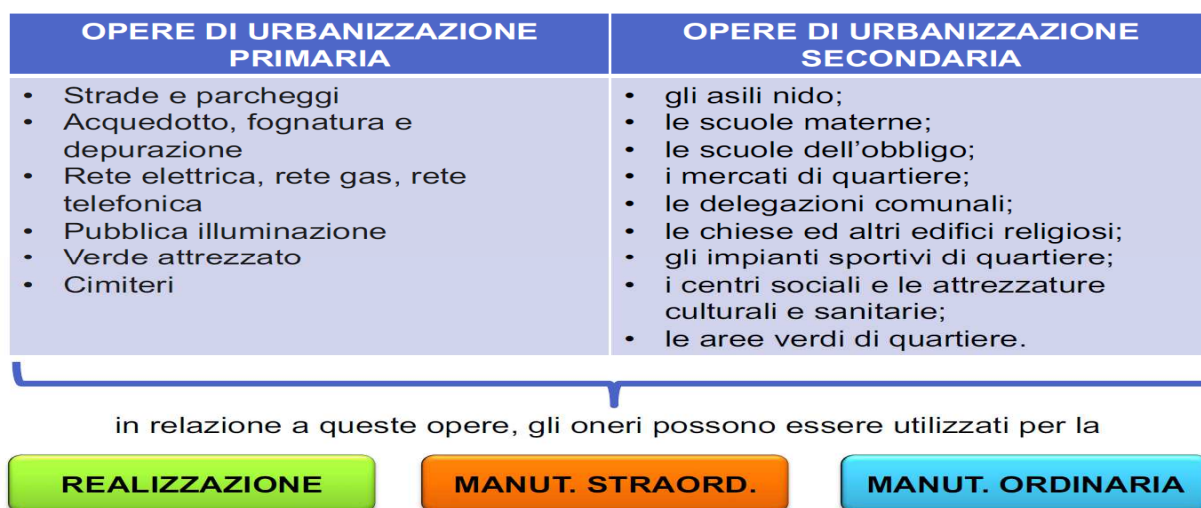 OPERE DI URBANIZZAZIONE
PRIMARIA
• Strade e parcheggi
• Acquedotto, fognatura e
depurazione
• Rete elettrica, rete gas, rete
telefonica
• Pubblica illuminazione
• Verde attrezzato
• Cimiteri
OPERE DI URBANIZZAZIONE
SECONDARIA
• gli asili nido;
• le scuole materne;
• le scuole dell'obbligo;
• i mercati di quartiere;
• le delegazioni comunali;
• le chiese ed altri edifici religiosi;
• gli impianti sportivi di quartiere;
• i centri sociali e le attrezzature
culturali e sanitarie;
• le aree verdi di quartiere.
in relazione a queste opere, gli oneri possono essere utilizzati per la
REALIZZAZIONE
MANUT. STRAORD.
MANUT. ORDINARIA